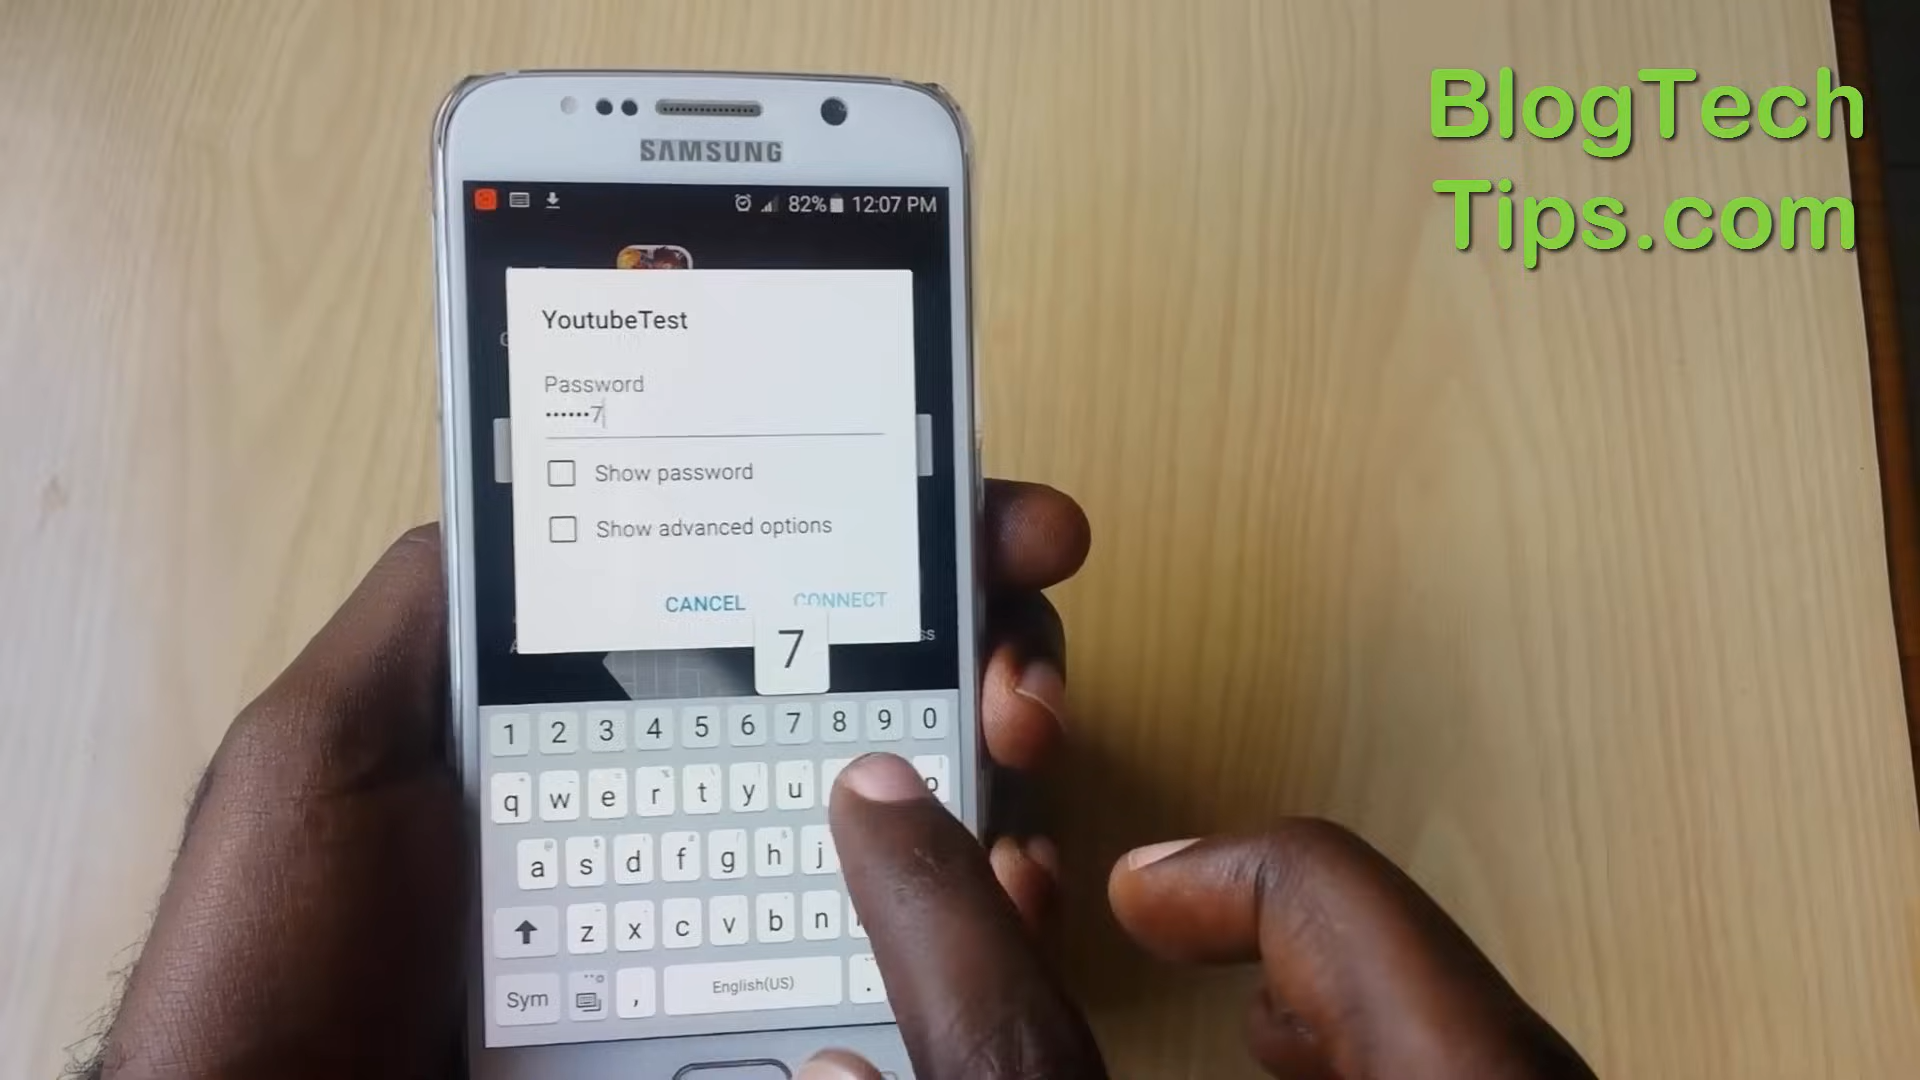 BlogTech
Tips.com
SAMSUNG
82% 12:07 PM
YoutubeTest
Password
••••••7
Show password
Show advanced options
CANCEL CONNECT
7
1 2 3 4 5 6 7 8 9 0
q w e r t y u p
a s d f g h j
z x c v b n
Sym , English(US) .